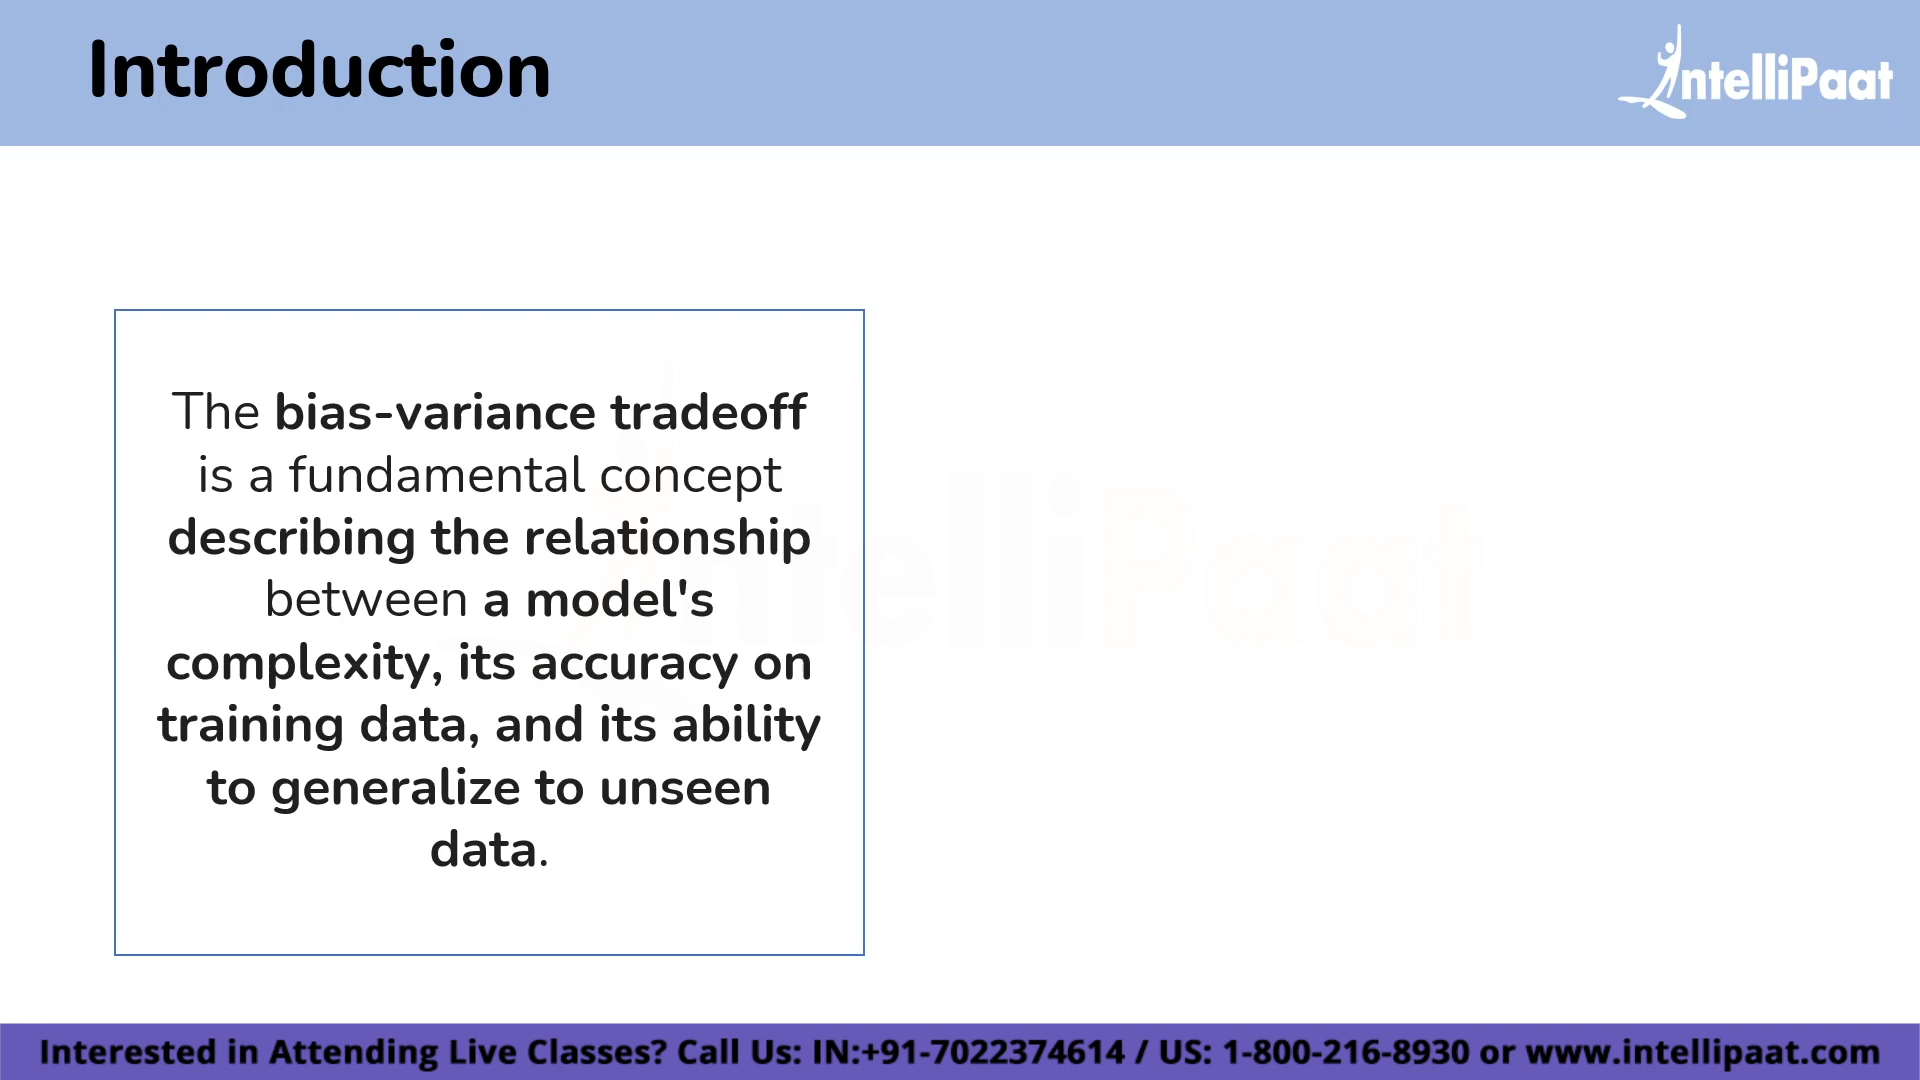 Introduction
IntelliPaat
The bias-variance tradeoff
is a fundamental concept
describing the relationship
between a model's
complexity, its accuracy on
training data, and its ability
to generalize to unseen
data.
IntelliPaat
Interested in Attending Live Classes? Call Us: IN:+91-7022374614 / US: 1-800-216-8930 or www.intellipaat.com